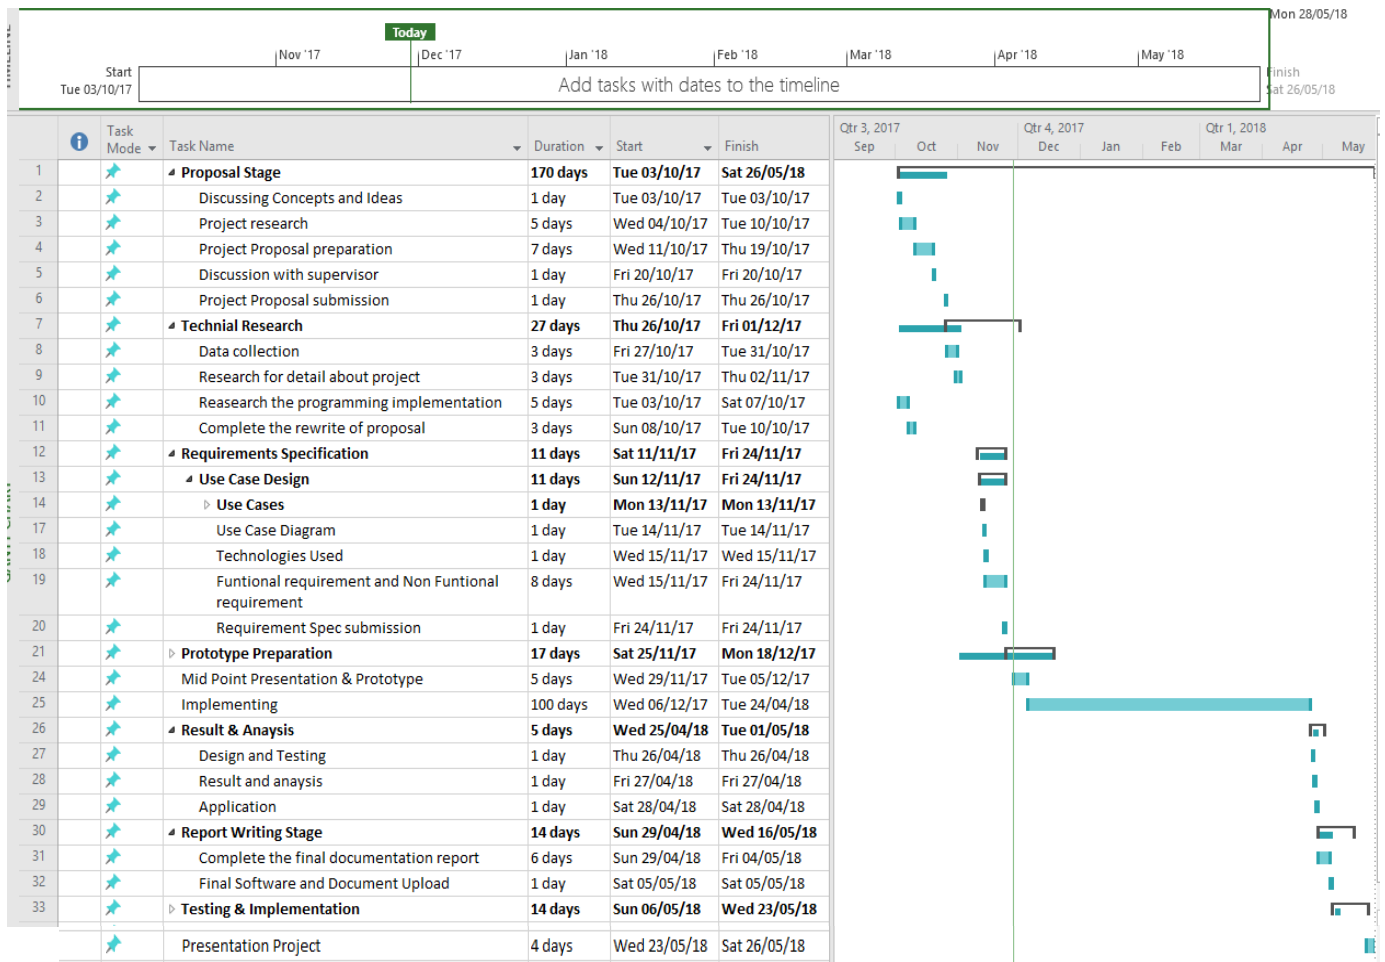 Mon 28/05/18
Today
Nov '17 Dec '17 Jan '18 Feb '18 Mar '18 Apr '18 May '18
Start
Tue 03/10/17
Add tasks with dates to the timeline
Finish
Sat 26/05/18
TIMELINE
Task Mode Task Name Duration Start Finish
Qtr 3, 2017 Qtr 4, 2017 Qtr 1, 2018
Sep Oct Nov Dec Jan Feb Mar Apr May
1 Proposal Stage 170 days Tue 03/10/17 Sat 26/05/18
2 Discussing Concepts and Ideas 1 day Tue 03/10/17 Tue 03/10/17
3 Project research 5 days Wed 04/10/17 Tue 10/10/17
4 Project Proposal preparation 7 days Wed 11/10/17 Thu 19/10/17
5 Discussion with supervisor 1 day Fri 20/10/17 Fri 20/10/17
6 Project Proposal submission 1 day Thu 26/10/17 Thu 26/10/17
7 Technial Research 27 days Thu 26/10/17 Fri 01/12/17
8 Data collection 3 days Fri 27/10/17 Tue 31/10/17
9 Research for detail about project 3 days Tue 31/10/17 Thu 02/11/17
10 Reasearch the programming implementation 5 days Tue 03/10/17 Sat 07/10/17
11 Complete the rewrite of proposal 3 days Sun 08/10/17 Tue 10/10/17
12 Requirements Specification 11 days Sat 11/11/17 Fri 24/11/17
13 Use Case Design 11 days Sun 12/11/17 Fri 24/11/17
14 Use Cases 1 day Mon 13/11/17 Mon 13/11/17
17 Use Case Diagram 1 day Tue 14/11/17 Tue 14/11/17
18 Technologies Used 1 day Wed 15/11/17 Wed 15/11/17
19 Funtional requirement and Non Funtional 8 days Wed 15/11/17 Fri 24/11/17
requirement
20 Requirement Spec submission 1 day Fri 24/11/17 Fri 24/11/17
21 Prototype Preparation 17 days Sat 25/11/17 Mon 18/12/17
24 Mid Point Presentation & Prototype 5 days Wed 29/11/17 Tue 05/12/17
25 Implementing 100 days Wed 06/12/17 Tue 24/04/18
26 Result & Anaysis 5 days Wed 25/04/18 Tue 01/05/18
27 Design and Testing 1 day Thu 26/04/18 Thu 26/04/18
28 Result and anaysis 1 day Fri 27/04/18 Fri 27/04/18
29 Application 1 day Sat 28/04/18 Sat 28/04/18
30 Report Writing Stage 14 days Sun 29/04/18 Wed 16/05/18
31 Complete the final documentation report 6 days Sun 29/04/18 Fri 04/05/18
32 Final Software and Document Upload 1 day Sat 05/05/18 Sat 05/05/18
33 Testing & Implementation 14 days Sun 06/05/18 Wed 23/05/18
Presentation Project 4 days Wed 23/05/18 Sat 26/05/18